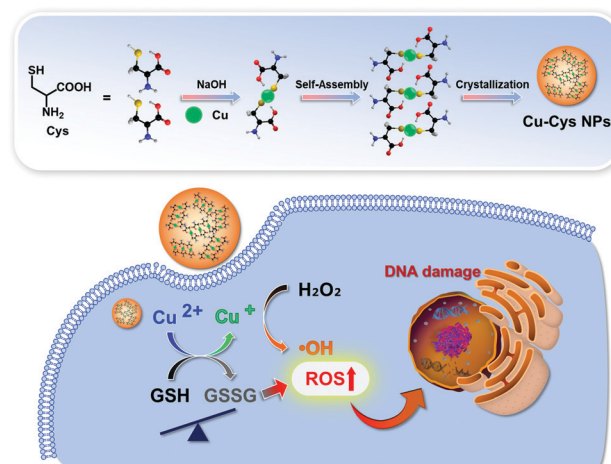 SH
COOH
NH₂
Cys
=
NaOH
Cu
Self-Assembly
Crystallization
Cu-Cys NPs
DNA damage
H₂O₂
Cu ²⁺
Cu ⁺
•OH
GSH
GSSG
ROS